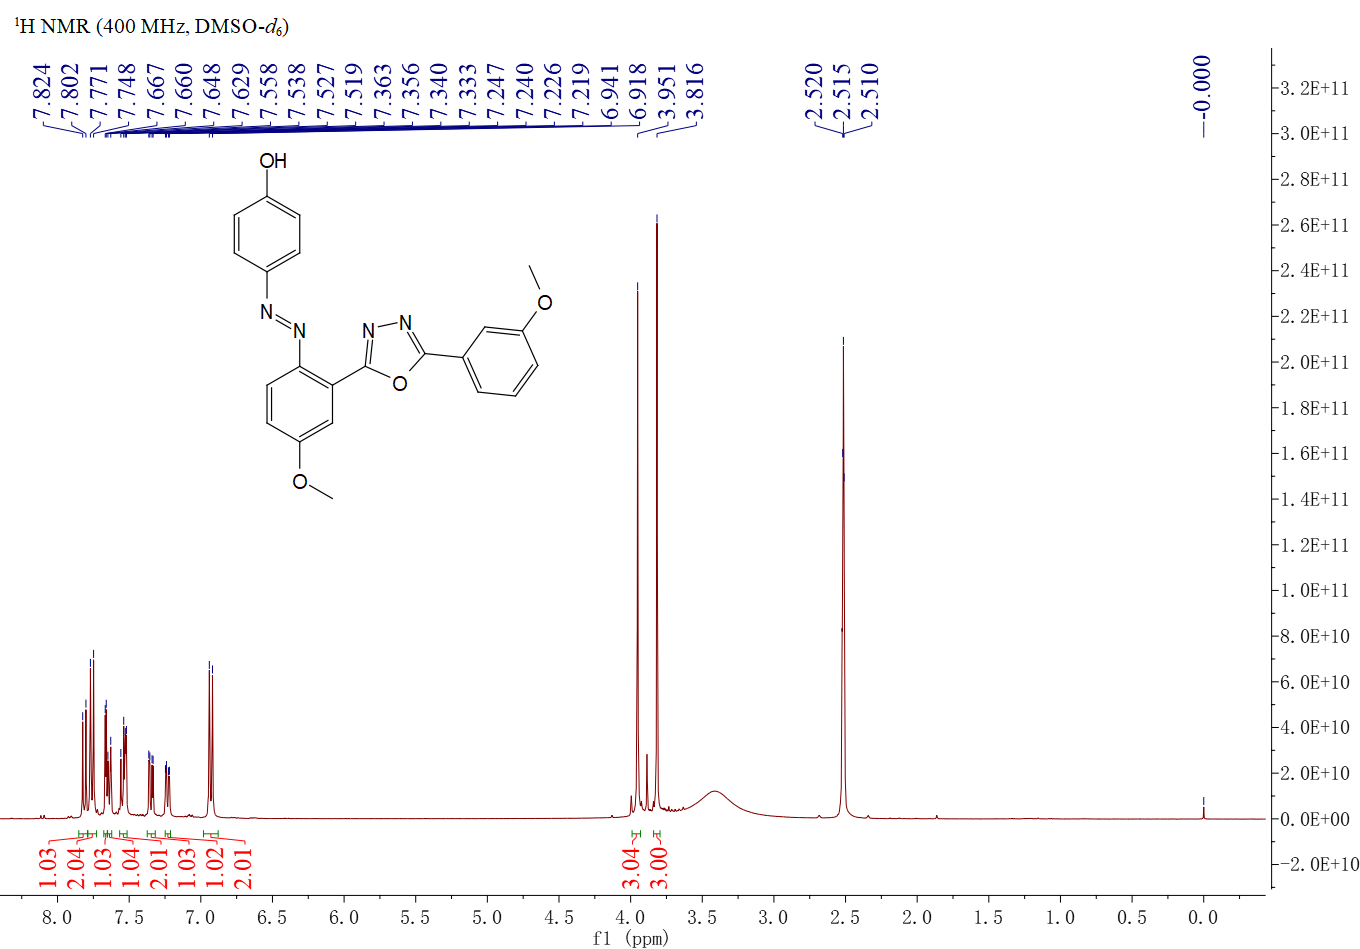 ¹H NMR (400 MHz, DMSO-d₆)
7.824
7.802
7.771
7.748
7.667
7.660
7.648
7.629
7.558
7.538
7.527
7.519
7.363
7.356
7.340
7.333
7.247
7.240
7.226
7.219
6.941
6.918
3.951
3.816
2.520
2.515
2.510
-0.000
OH
N
N
N
N
O
O
O
3.2E+11
3.0E+11
2.8E+11
2.6E+11
2.4E+11
2.2E+11
2.0E+11
1.8E+11
1.6E+11
1.4E+11
1.2E+11
1.0E+11
8.0E+10
6.0E+10
4.0E+10
2.0E+10
0.0E+00
-2.0E+10
1.03
2.04
1.03
1.04
2.01
1.03
1.02
2.01
3.04
3.00
8.0 7.5 7.0 6.5 6.0 5.5 5.0 4.5 4.0 3.5 3.0 2.5 2.0 1.5 1.0 0.5 0.0
f1 (ppm)